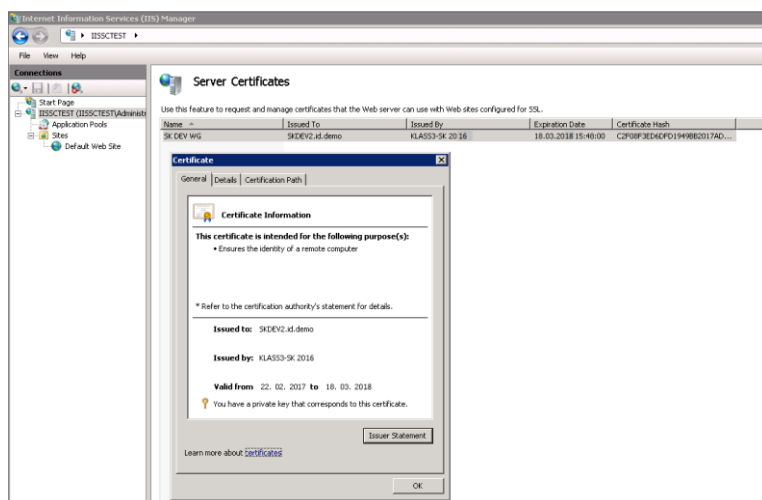 Internet Information Services (IIS) Manager
IISSCTEST
File View Help
Connections
Start Page
IISSCTEST (IISSCTEST\Administr
Application Pools
Sites
Default Web Site
Server Certificates
Use this feature to request and manage certificates that the Web server can use with Web sites configured for SSL.
Name Issued To Issued By Expiration Date Certificate Hash
SK DEV WG SKDEV2.id.demo KLASS3-SK 2016 18.03.2018 15:48:00 C2F08F3ED6DFD1949BB2017AD...
Certificate
General Details Certification Path
Certificate Information
This certificate is intended for the following purpose(s):
• Ensures the identity of a remote computer
* Refer to the certification authority's statement for details.
Issued to: SKDEV2.id.demo
Issued by: KLASS3-SK 2016
Valid from 22. 02. 2017 to 18. 03. 2018
You have a private key that corresponds to this certificate.
Issuer Statement
Learn more about certificates
OK